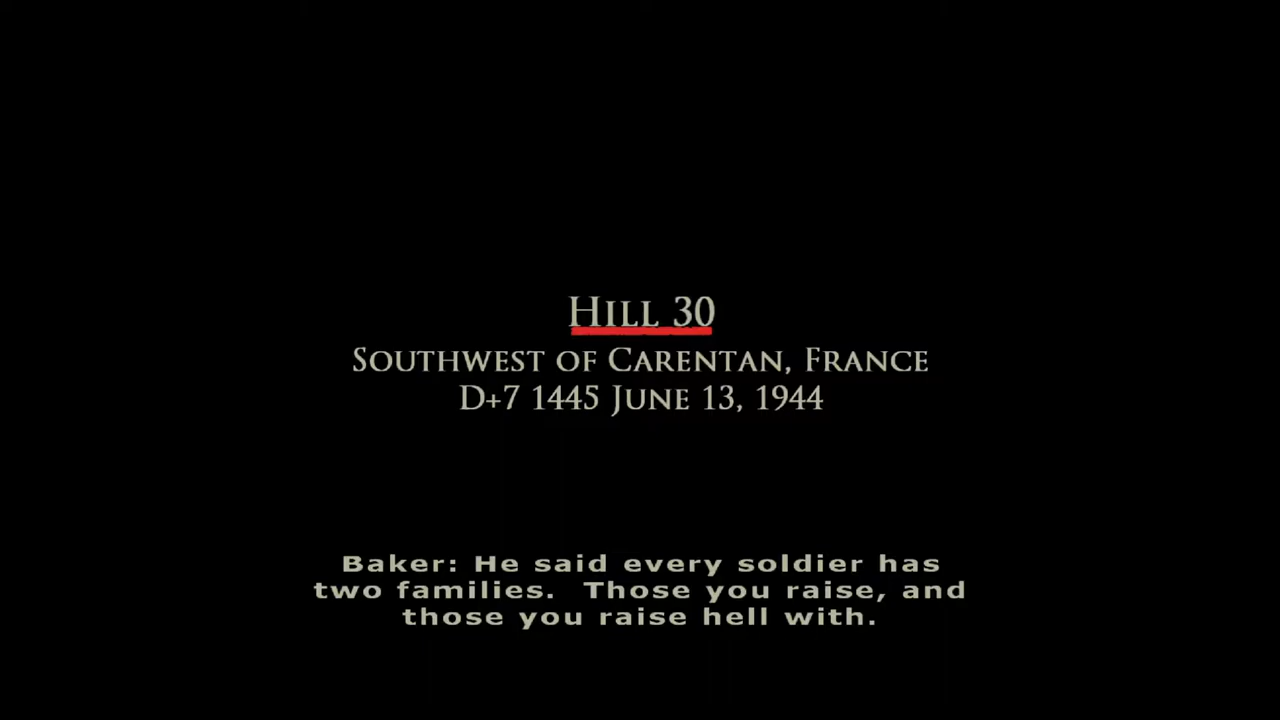 Hill 30
Southwest of Carentan, France
D+7 1445 June 13, 1944
Baker: He said every soldier has
two families.  Those you raise, and
those you raise hell with.